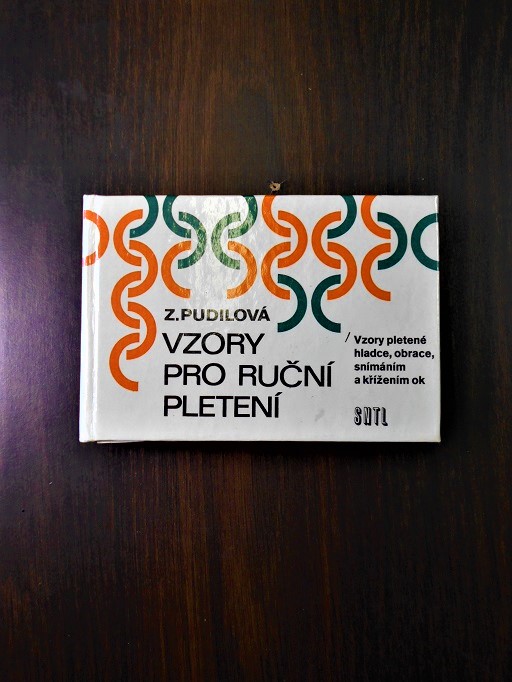 Z.PUDILOVÁ
VZORY
PRO RUČNÍ
PLETENÍ
/ Vzory pletené
hladce, obrace,
snímáním
a křížením ok
SNTL